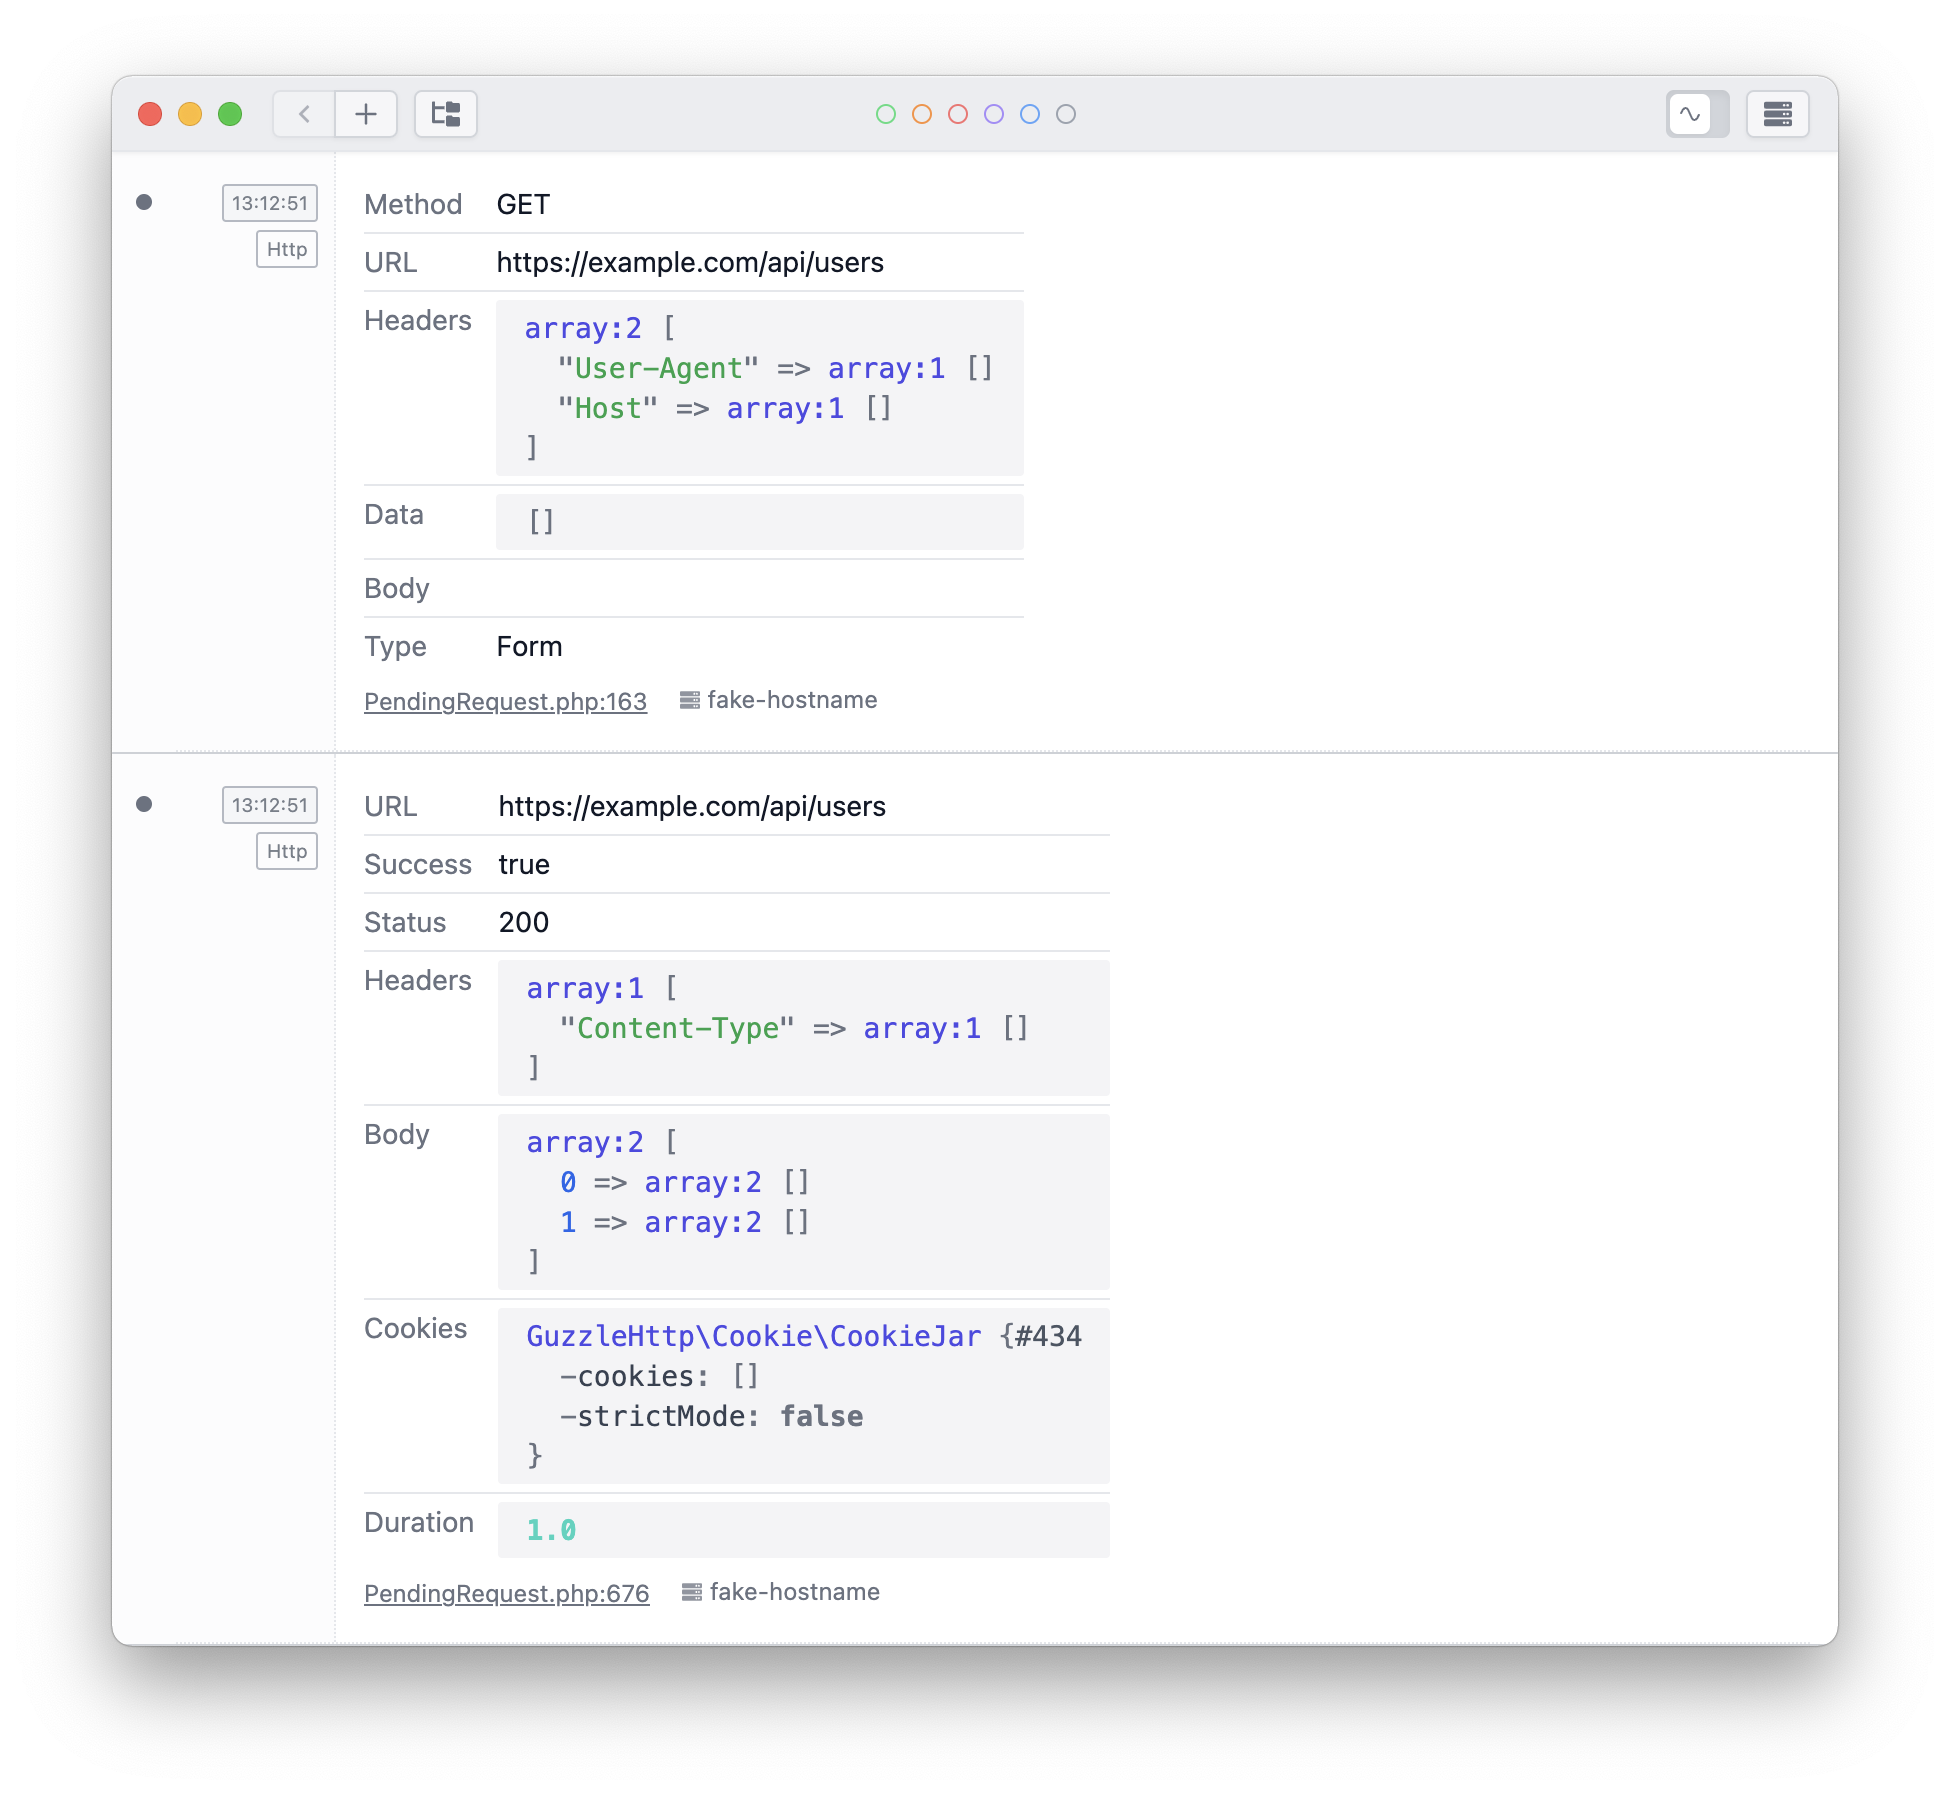 13:12:51
Http
Method GET
URL https://example.com/api/users
Headers array:2 [
"User-Agent" => array:1 []
"Host" => array:1 []
]
Data []
Body
Type Form
PendingRequest.php:163 fake-hostname
13:12:51
Http
URL https://example.com/api/users
Success true
Status 200
Headers array:1 [
"Content-Type" => array:1 []
]
Body array:2 [
0 => array:2 []
1 => array:2 []
]
Cookies GuzzleHttp\Cookie\CookieJar {#434
-cookies: []
-strictMode: false
}
Duration 1.0
PendingRequest.php:676 fake-hostname